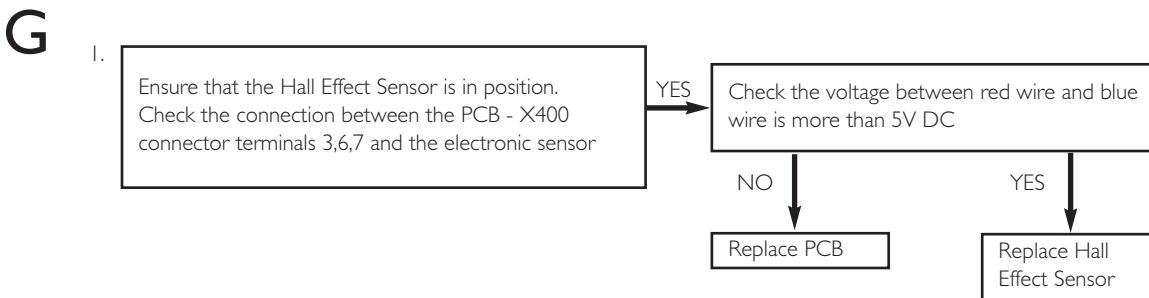 G
1.
Ensure that the Hall Effect Sensor is in position.
Check the connection between the PCB - X400
connector terminals 3,6,7 and the electronic sensor
YES
Check the voltage between red wire and blue
wire is more than 5V DC
NO
YES
Replace PCB
Replace Hall
Effect Sensor